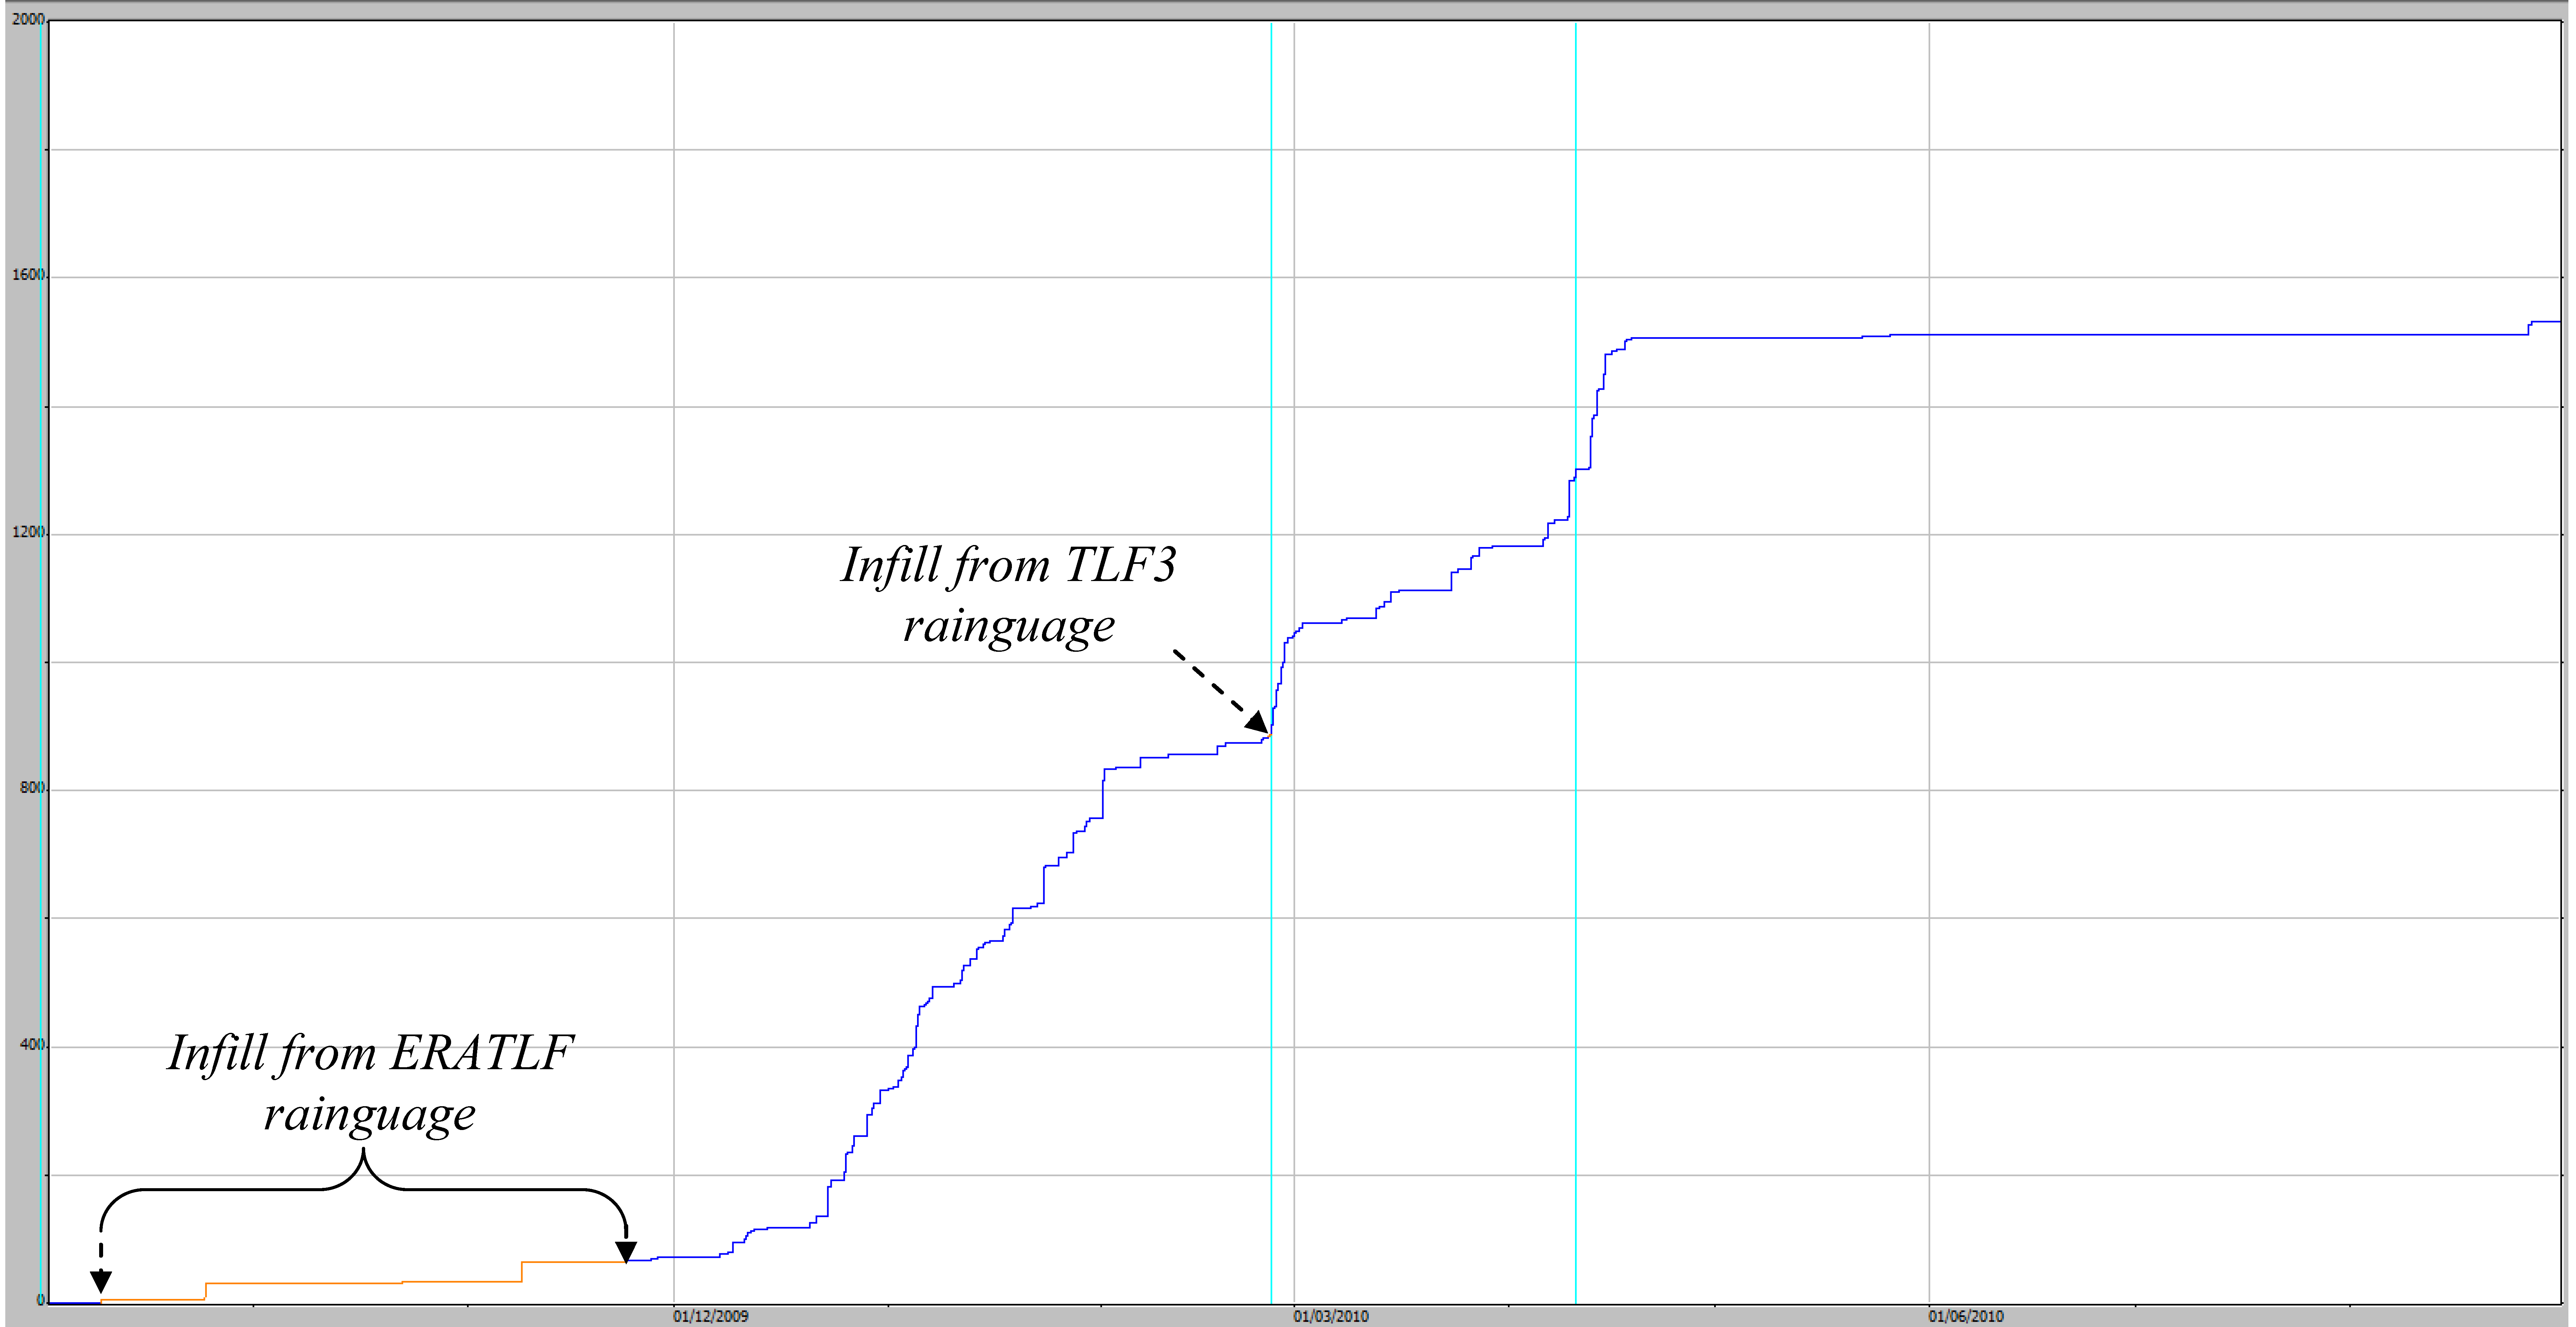 2000
1600
1200
Infill from TLF3
rainguage
800
400
Infill from ERATLF
rainguage
0
01/12/2009
01/03/2010
01/06/2010